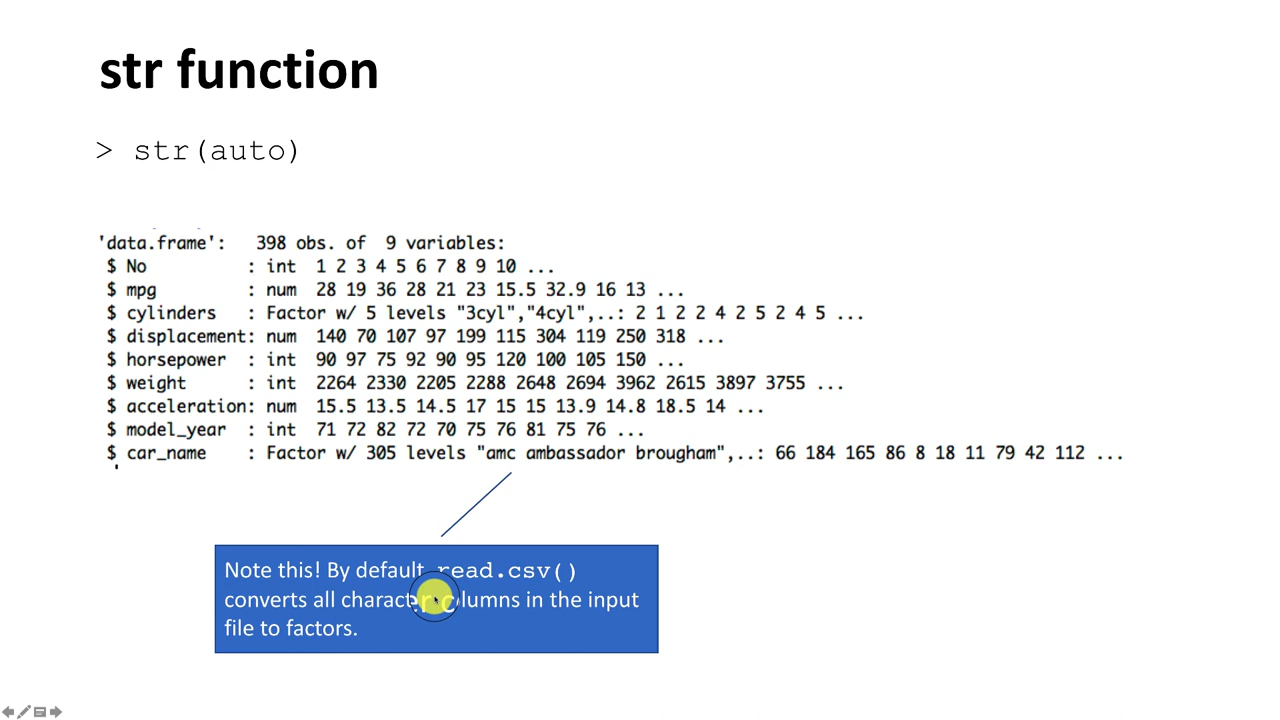 str function
> str(auto)
'data.frame': 398 obs. of 9 variables:
$ No : int 1 2 3 4 5 6 7 8 9 10 ...
$ mpg : num 28 19 36 28 21 23 15.5 32.9 16 13 ...
$ cylinders : Factor w/ 5 levels "3cyl","4cyl",..: 2 1 2 2 4 2 5 2 4 5 ...
$ displacement: num 140 70 107 97 199 115 304 119 250 318 ...
$ horsepower : int 90 97 75 92 90 95 120 100 105 150 ...
$ weight : int 2264 2330 2205 2288 2648 2694 3962 2615 3897 3755 ...
$ acceleration: num 15.5 13.5 14.5 17 15 15 13.9 14.8 18.5 14 ...
$ model_year : int 71 72 82 72 70 75 76 81 75 76 ...
$ car_name : Factor w/ 305 levels "amc ambassador brougham",..: 66 184 165 86 8 18 11 79 42 112 ...
Note this! By default read.csv()
converts all character columns in the input
file to factors.